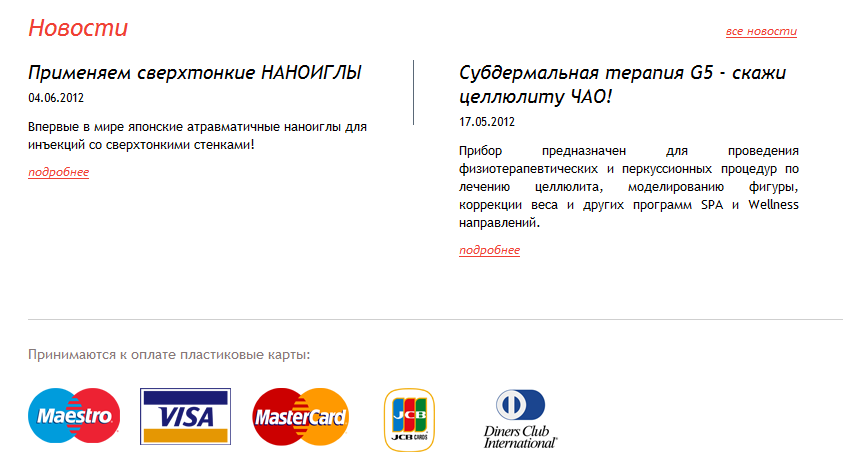 Новости
все новости
Применяем сверхтонкие НАНОИГЛЫ
04.06.2012
Впервые в мире японские атравматичные наноиглы для
инъекций со сверхтонкими стенками!
подробнее
Субдермальная терапия G5 - скажи
целлюлиту ЧАО!
17.05.2012
Прибор предназначен для проведения
физиотерапевтических и перкуссионных процедур по
лечению целлюлита, моделированию фигуры,
коррекции веса и других программ SPA и Wellness
направлений.
подробнее
Принимаются к оплате пластиковые карты:
Maestro
VISA
MasterCard
JCB
JCB CARDS
Diners Club
International